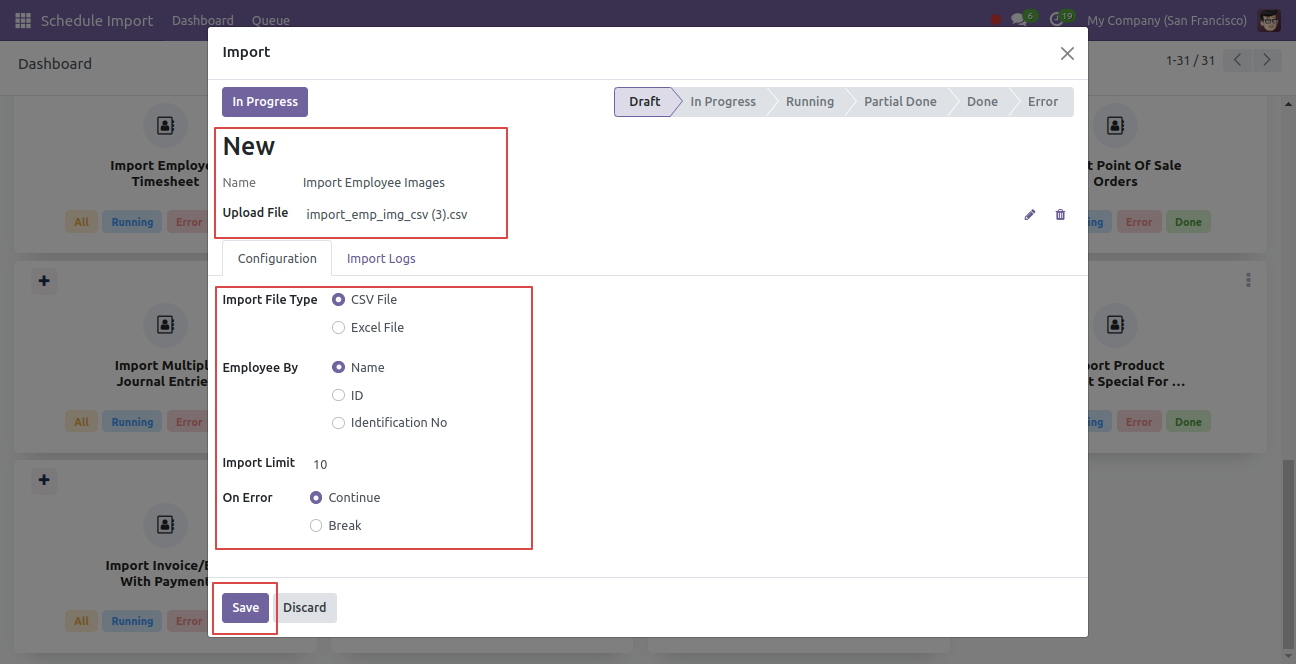 Schedule Import Dashboard Queue 6 19 My Company (San Francisco)
Dashboard 1-31 / 31
Import
In Progress Draft In Progress Running Partial Done Done Error
New
Name Import Employee Images
Upload File import_emp_img_csv (3).csv
Configuration Import Logs
Import File Type CSV File
Excel File
Employee By Name
ID
Identification No
Import Limit 10
On Error Continue
Break
Save Discard
Import Employe
Timesheet
All Running Error
Import Multipl
Journal Entrie
All Running Error
Import Invoice/
With Payment
All Running Error
t Point Of Sale
Orders
ing Error Done
ort Product
t Special For ...
ing Error Done